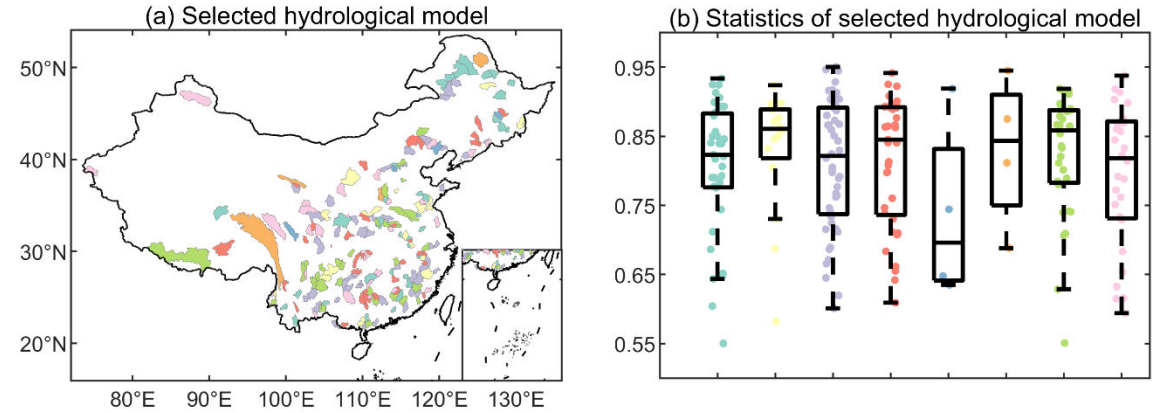 (a) Selected hydrological model
50°N
40°N
30°N
20°N
80°E
90°E
100°E
110°E
120°E
130°E
(b) Statistics of selected hydrological model
0.95
0.85
0.75
0.65
0.55